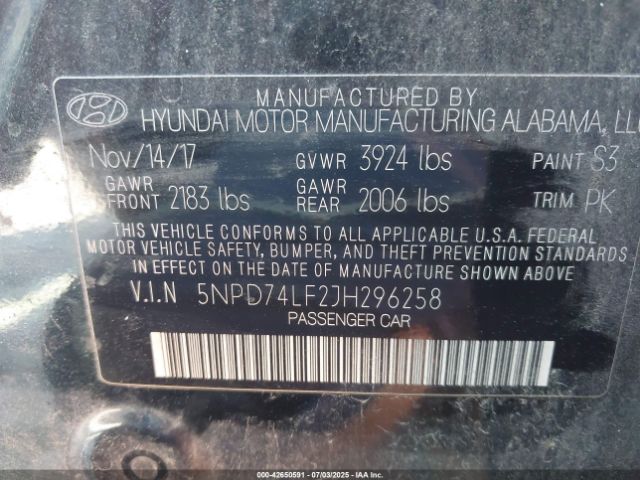 MANUFACTURED BY
HYUNDAI MOTOR MANUFACTURING ALABAMA, LLC
Nov/14/17 GVWR 3924 lbs PAINT S3
GAWR FRONT 2183 lbs GAWR REAR 2006 lbs TRIM PK
THIS VEHICLE CONFORMS TO ALL APPLICABLE U.S.A. FEDERAL
MOTOR VEHICLE SAFETY, BUMPER, AND THEFT PREVENTION STANDARDS
IN EFFECT ON THE DATE OF MANUFACTURE SHOWN ABOVE
V.I.N 5NPD74LF2JH296258
PASSENGER CAR
000-42650591 - 07/03/2025 - IAAI.COM